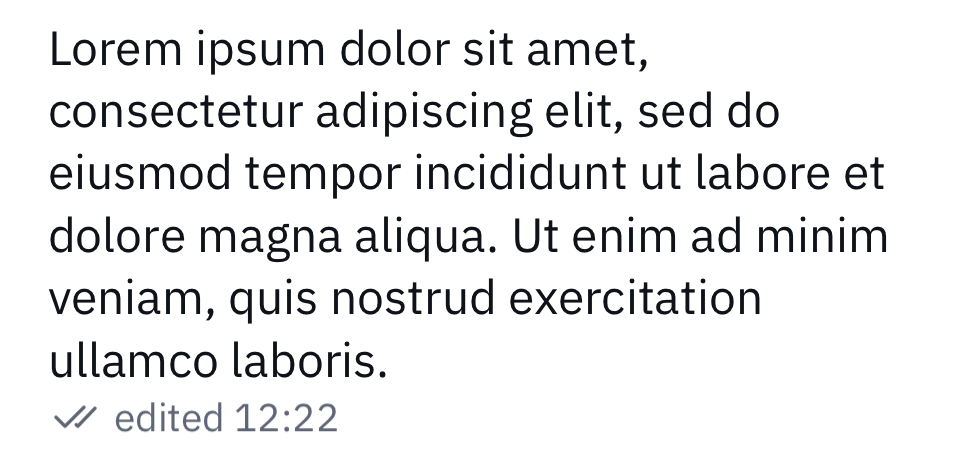 Lorem ipsum dolor sit amet,
consectetur adipiscing elit, sed do
eiusmod tempor incididunt ut labore et
dolore magna aliqua. Ut enim ad minim
veniam, quis nostrud exercitation
ullamco laboris.
edited 12:22